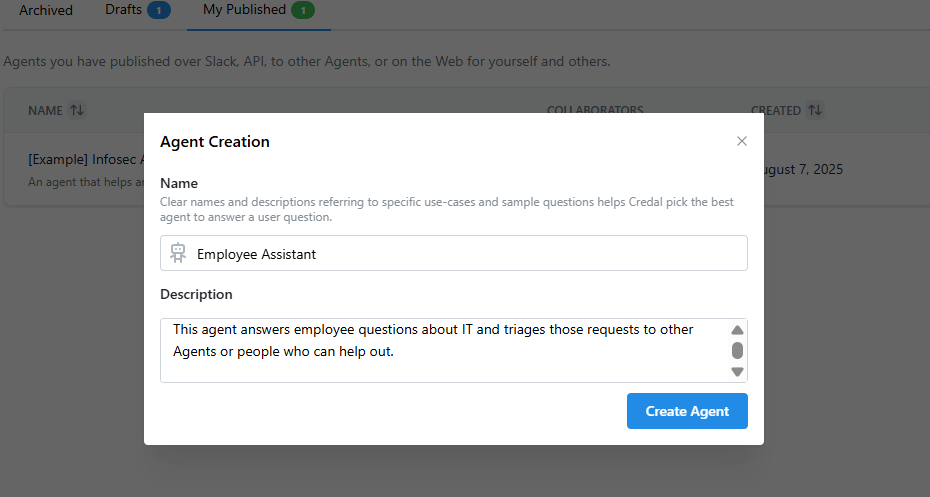 Archived Drafts 1 My Published 1
Agents you have published over Slack, API, to other Agents, or on the Web for yourself and others.
NAME COLLABORATORS CREATED
[Example] Infosec
An agent that helps
August 7, 2025
Agent Creation
Name
Clear names and descriptions referring to specific use-cases and sample questions helps Credal pick the best
agent to answer a user question.
Employee Assistant
Description
This agent answers employee questions about IT and triages those requests to other
Agents or people who can help out.
Create Agent